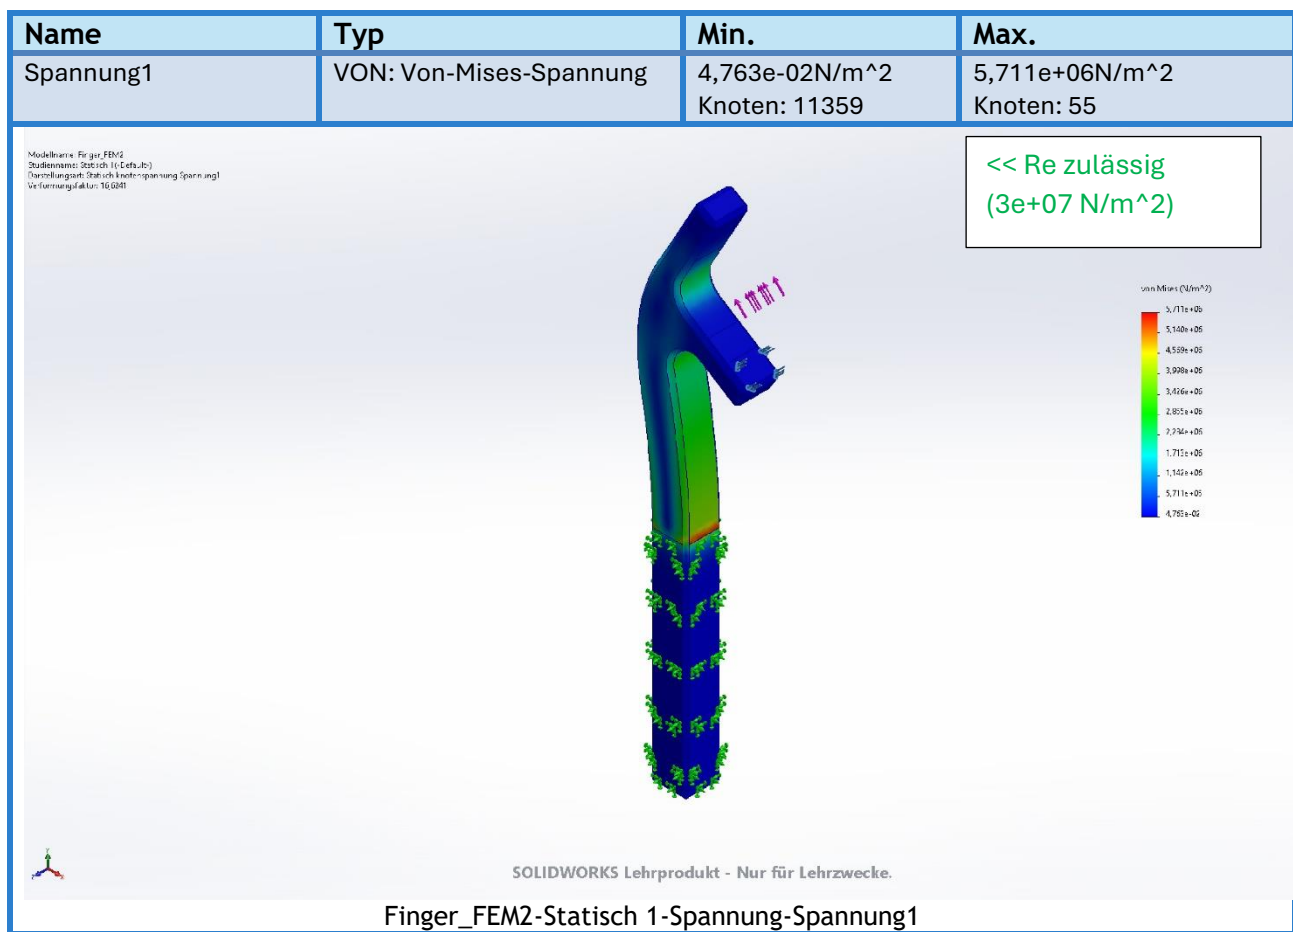 Name Typ Min. Max.
Spannung1 VON: Von-Mises-Spannung 4,763e-02N/m^2 5,711e+06N/m^2
Knoten: 11359 Knoten: 55
Modellname: Finger_FEM2
Studienname: Statisch 1(-Default-)
Darstellungsart: Statisch Knotenspannung Spannung1
Verformungsfaktor: 16,6241
<< Re zulässig
(3e+07 N/m^2)
von Mises (N/m^2)
5,711e+06
5,140e+06
4,569e+06
3,998e+06
3,426e+06
2,855e+06
2,284e+06
1,713e+06
1,142e+06
5,711e+05
4,763e-02
SOLIDWORKS Lehrprodukt - Nur für Lehrzwecke.
Finger_FEM2-Statisch 1-Spannung-Spannung1